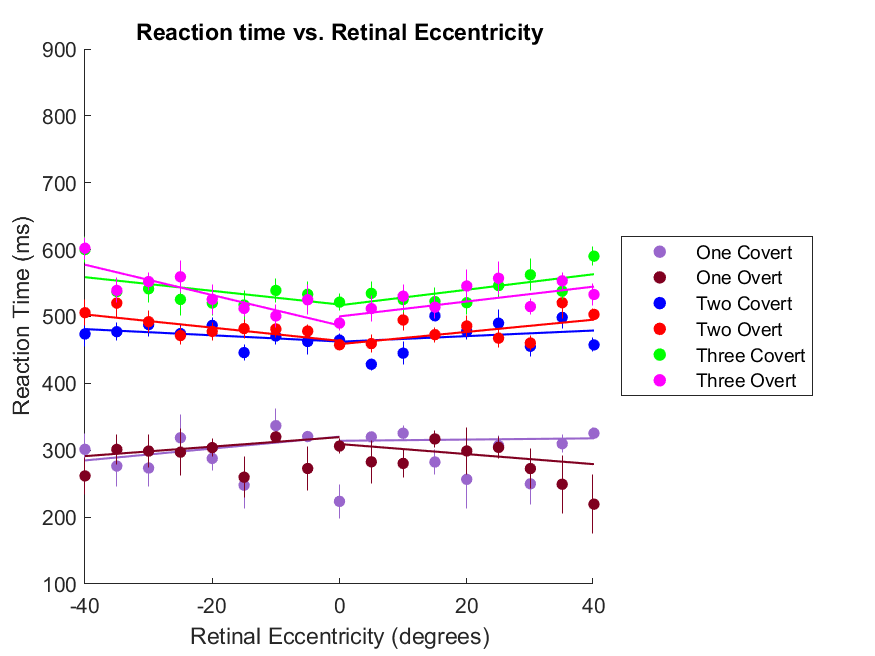 Reaction time vs. Retinal Eccentricity
900
800
700
600
500
400
300
200
100
-40
-20
0
20
40
Reaction Time (ms)
Retinal Eccentricity (degrees)
One Covert
One Overt
Two Covert
Two Overt
Three Covert
Three Overt